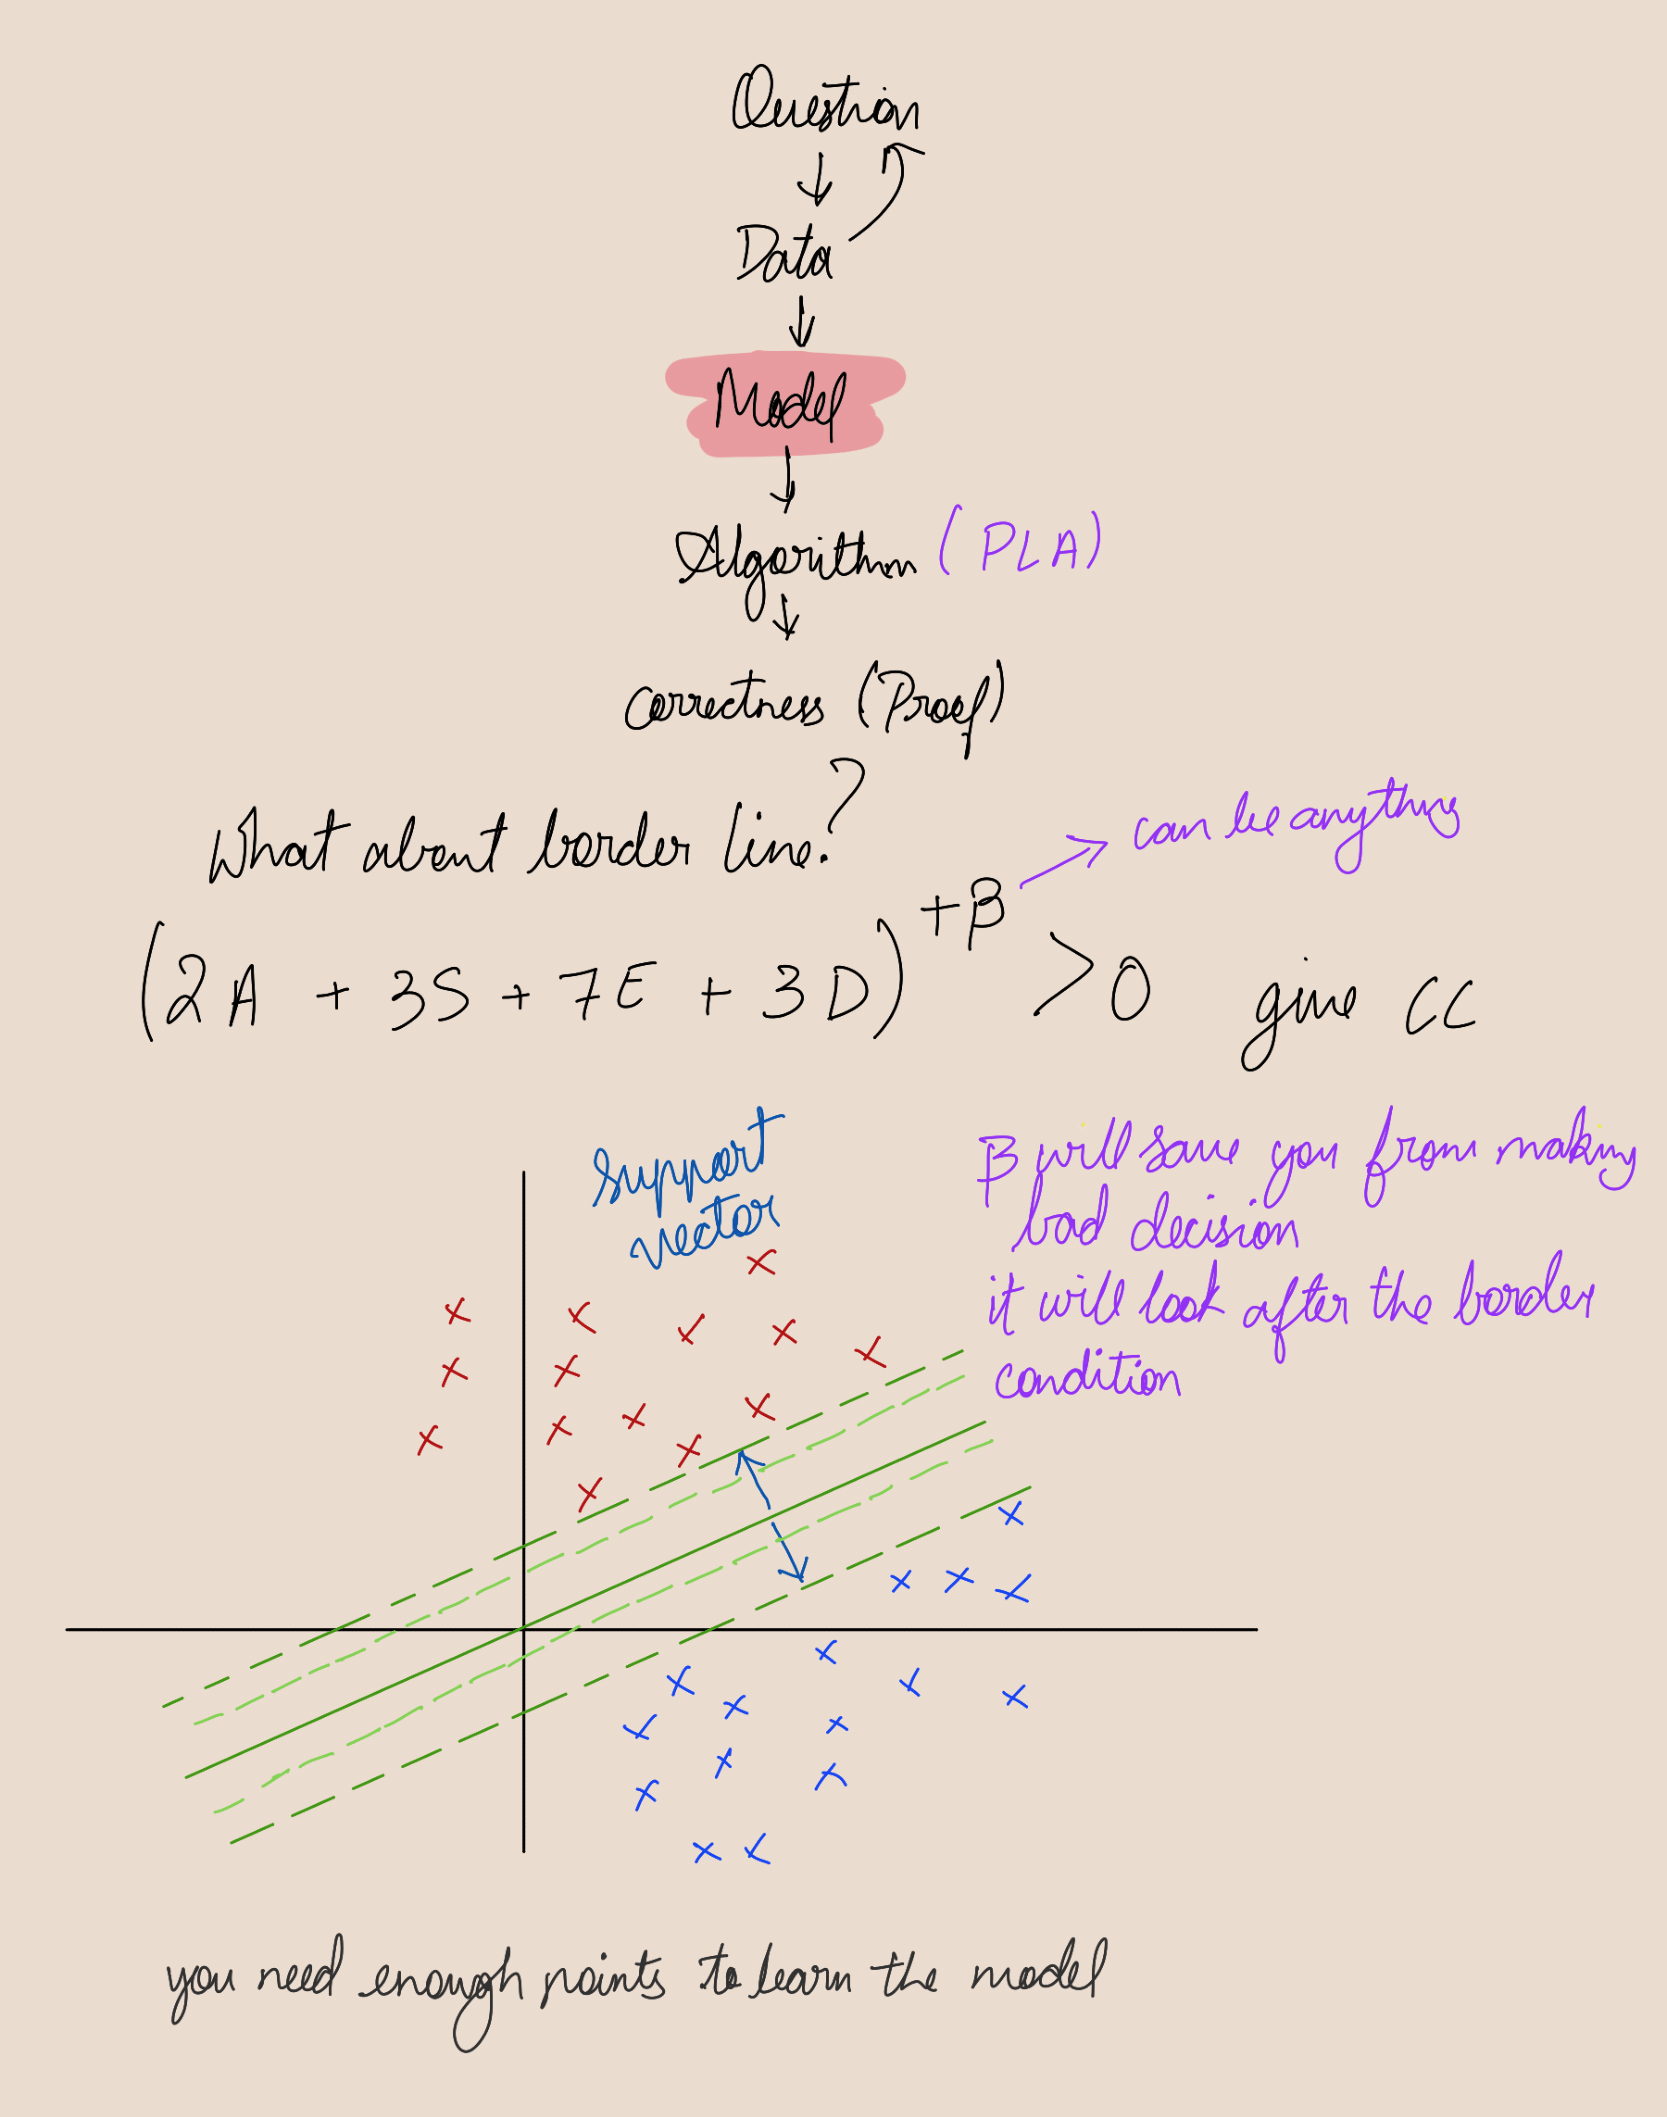 Question
Data
Model
Algorithm (PLA)
Correctness (Proof)
What about border line?
can be anything
(2A + 3S + 7E + 3D) + β > 0 give CC
Support
vector
β will save you from making
bad decision
it will look after the border
condition
you need enough points to learn the model